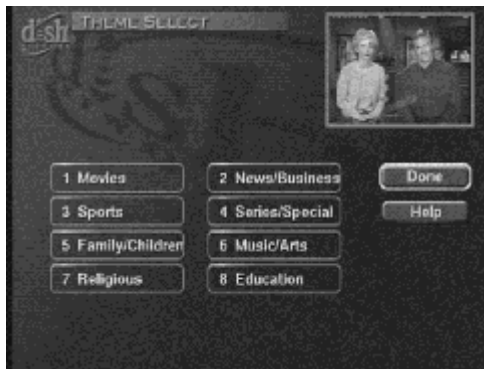 dish THEME SELECT
1 Movies
2 News/Business
Done
3 Sports
4 Series/Special
Help
5 Family/Children
6 Music/Arts
7 Religious
8 Education